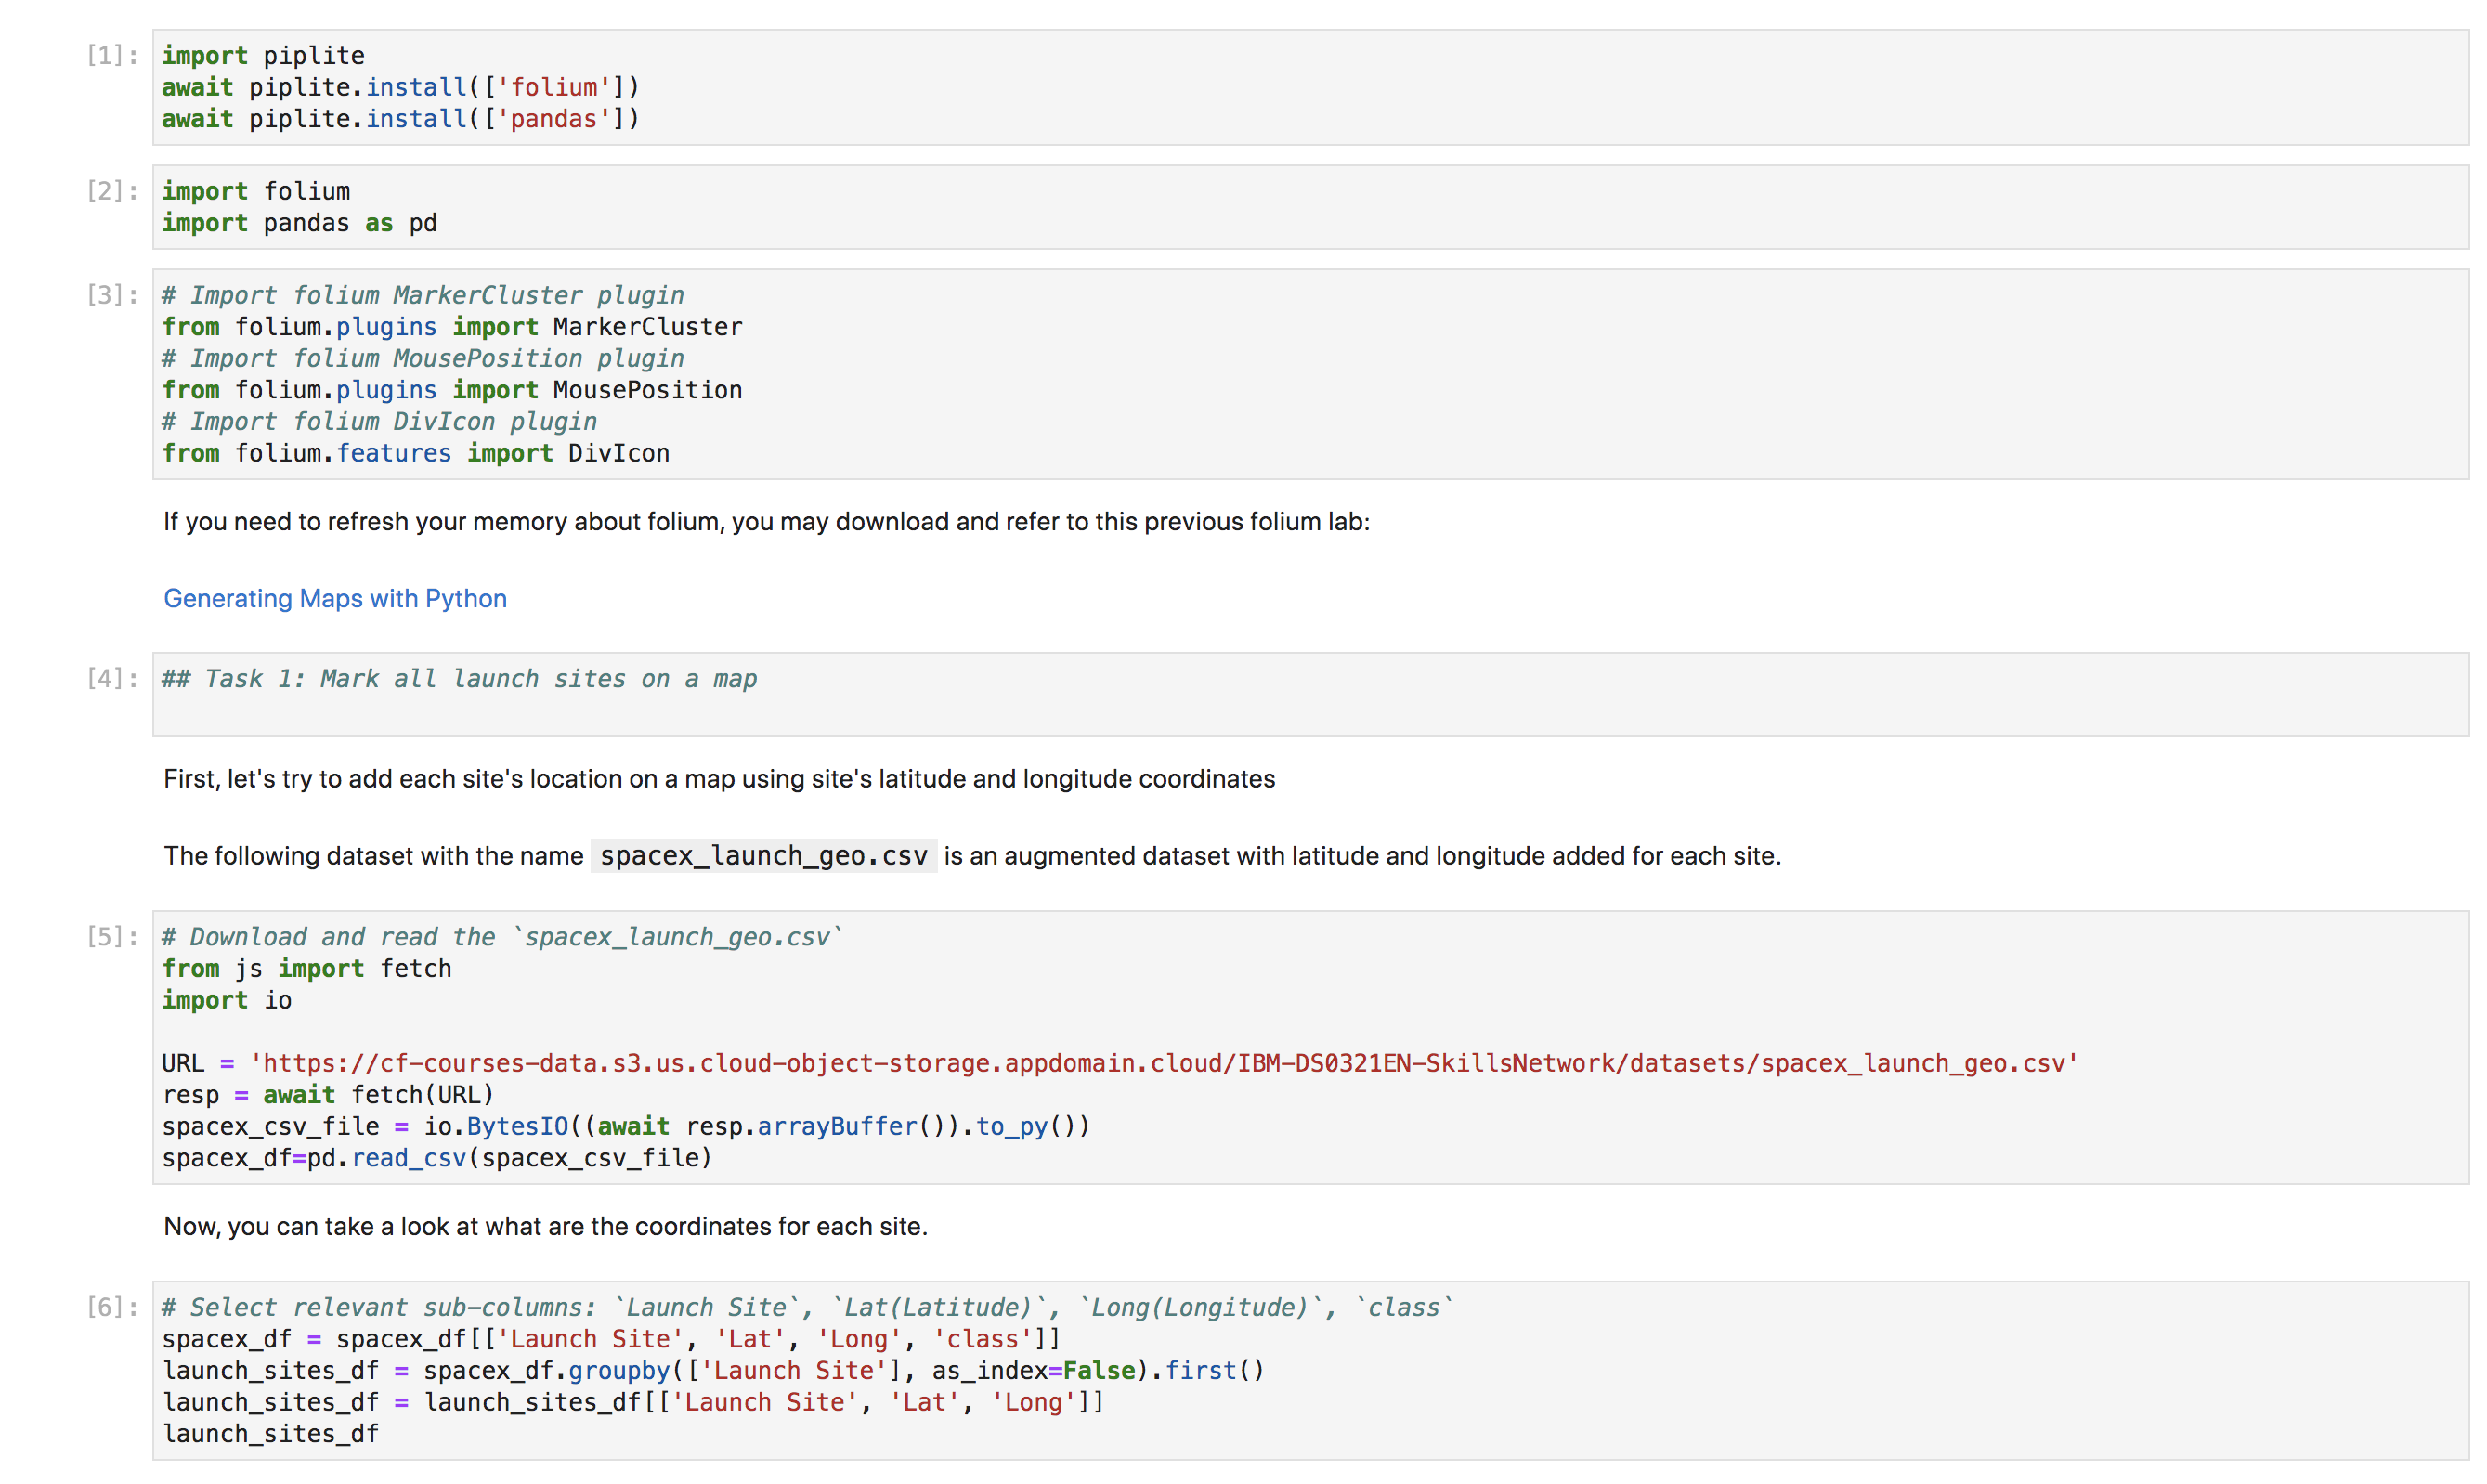 [1]: import piplite
await piplite.install(['folium'])
await piplite.install(['pandas'])
[2]: import folium
import pandas as pd
[3]: # Import folium MarkerCluster plugin
from folium.plugins import MarkerCluster
# Import folium MousePosition plugin
from folium.plugins import MousePosition
# Import folium DivIcon plugin
from folium.features import DivIcon
If you need to refresh your memory about folium, you may download and refer to this previous folium lab:
Generating Maps with Python
[4]: ## Task 1: Mark all launch sites on a map
First, let's try to add each site's location on a map using site's latitude and longitude coordinates
The following dataset with the name spacex_launch_geo.csv is an augmented dataset with latitude and longitude added for each site.
[5]: # Download and read the `spacex_launch_geo.csv`
from js import fetch
import io
URL = 'https://cf-courses-data.s3.us.cloud-object-storage.appdomain.cloud/IBM-DS0321EN-SkillsNetwork/datasets/spacex_launch_geo.csv'
resp = await fetch(URL)
spacex_csv_file = io.BytesIO((await resp.arrayBuffer()).to_py())
spacex_df=pd.read_csv(spacex_csv_file)
Now, you can take a look at what are the coordinates for each site.
[6]: # Select relevant sub-columns: `Launch Site`, `Lat(Latitude)`, `Long(Longitude)`, `class`
spacex_df = spacex_df[['Launch Site', 'Lat', 'Long', 'class']]
launch_sites_df = spacex_df.groupby(['Launch Site'], as_index=False).first()
launch_sites_df = launch_sites_df[['Launch Site', 'Lat', 'Long']]
launch_sites_df